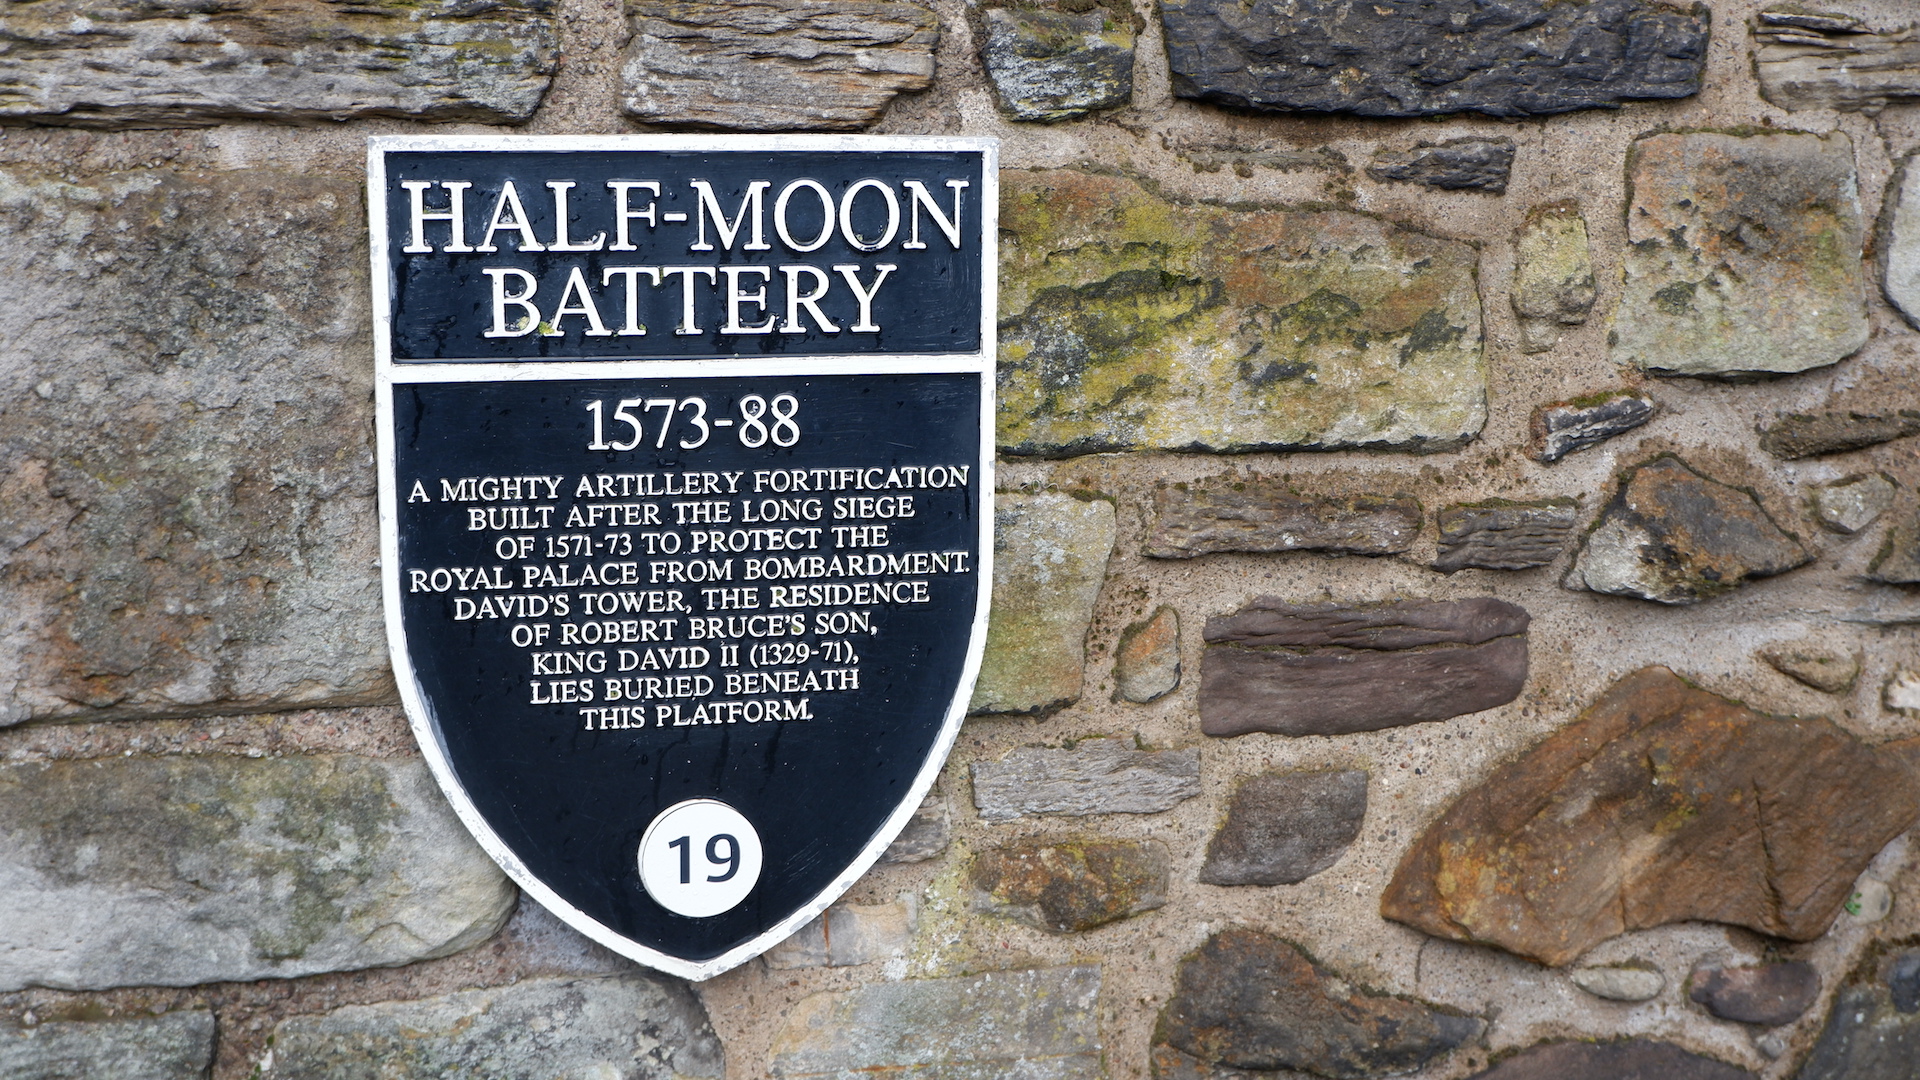 HALF-MOON
BATTERY
1573-88
A MIGHTY ARTILLERY FORTIFICATION
BUILT AFTER THE LONG SIEGE
OF 1571-73 TO PROTECT THE
ROYAL PALACE FROM BOMBARDMENT.
DAVID'S TOWER, THE RESIDENCE
OF ROBERT BRUCE'S SON,
KING DAVID II (1329-71),
LIES BURIED BENEATH
THIS PLATFORM.
19